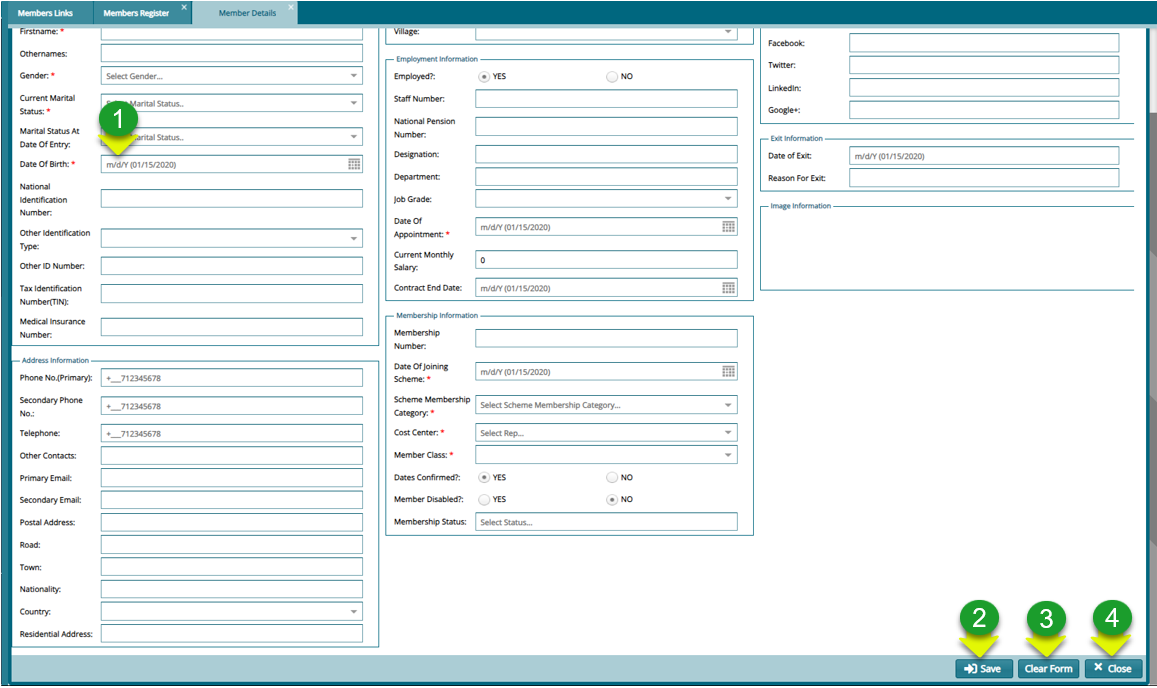 Members Links
Members Register
Member Details
Firstname: *
Othernames:
Gender: *
Select Gender...
Current Marital
Status: *
Marital Status..
1
Marital Status At
Date Of Entry:
Marital Status..
Date Of Birth: *
m/d/Y (01/15/2020)
National
Identification
Number:
Other Identification
Type:
Other ID Number:
Tax Identification
Number(TIN):
Medical Insurance
Number:
Address Information
Phone No.(Primary):
+___712345678
Secondary Phone
No.:
+___712345678
Telephone:
+___712345678
Other Contacts:
Primary Email:
Secondary Email:
Postal Address:
Road:
Town:
Nationality:
Country:
Residential Address:
Village:
Employment Information
Employed?:
YES
NO
Staff Number:
National Pension
Number:
Designation:
Department:
Job Grade:
Date Of
Appointment: *
m/d/Y (01/15/2020)
Current Monthly
Salary:
0
Contract End Date:
m/d/Y (01/15/2020)
Membership Information
Membership
Number:
Date Of Joining
Scheme: *
m/d/Y (01/15/2020)
Scheme Membership
Category: *
Select Scheme Membership Category...
Cost Center: *
Select Rep...
Member Class: *
Dates Confirmed?:
YES
NO
Member Disabled?:
YES
NO
Membership Status:
Select Status...
Facebook:
Twitter:
LinkedIn:
Google+:
Exit Information
Date of Exit:
m/d/Y (01/15/2020)
Reason For Exit:
Image Information
2
3
4
Save
Clear Form
Close